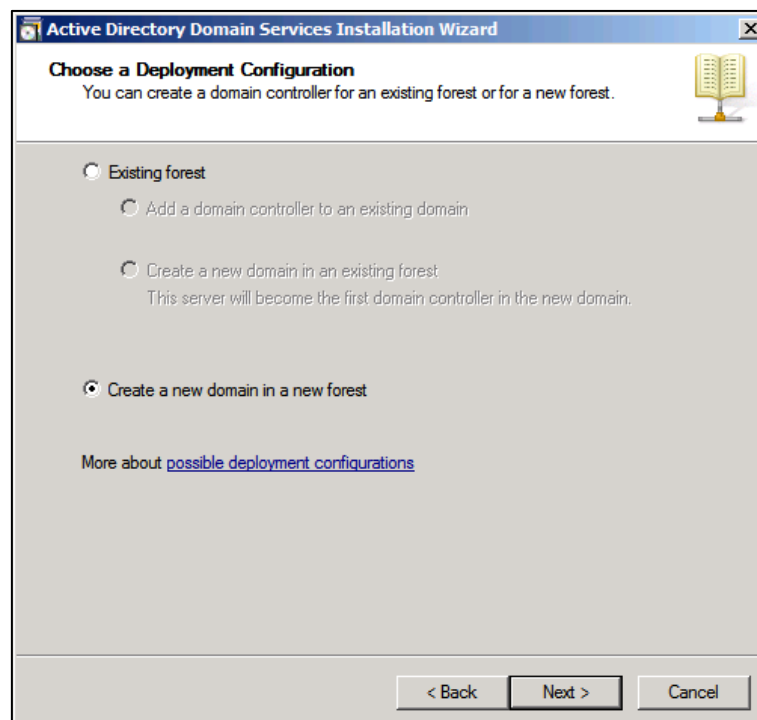 Active Directory Domain Services Installation Wizard
Choose a Deployment Configuration
You can create a domain controller for an existing forest or for a new forest.
Existing forest
Add a domain controller to an existing domain
Create a new domain in an existing forest
This server will become the first domain controller in the new domain.
Create a new domain in a new forest
More about possible deployment configurations
< Back Next > Cancel